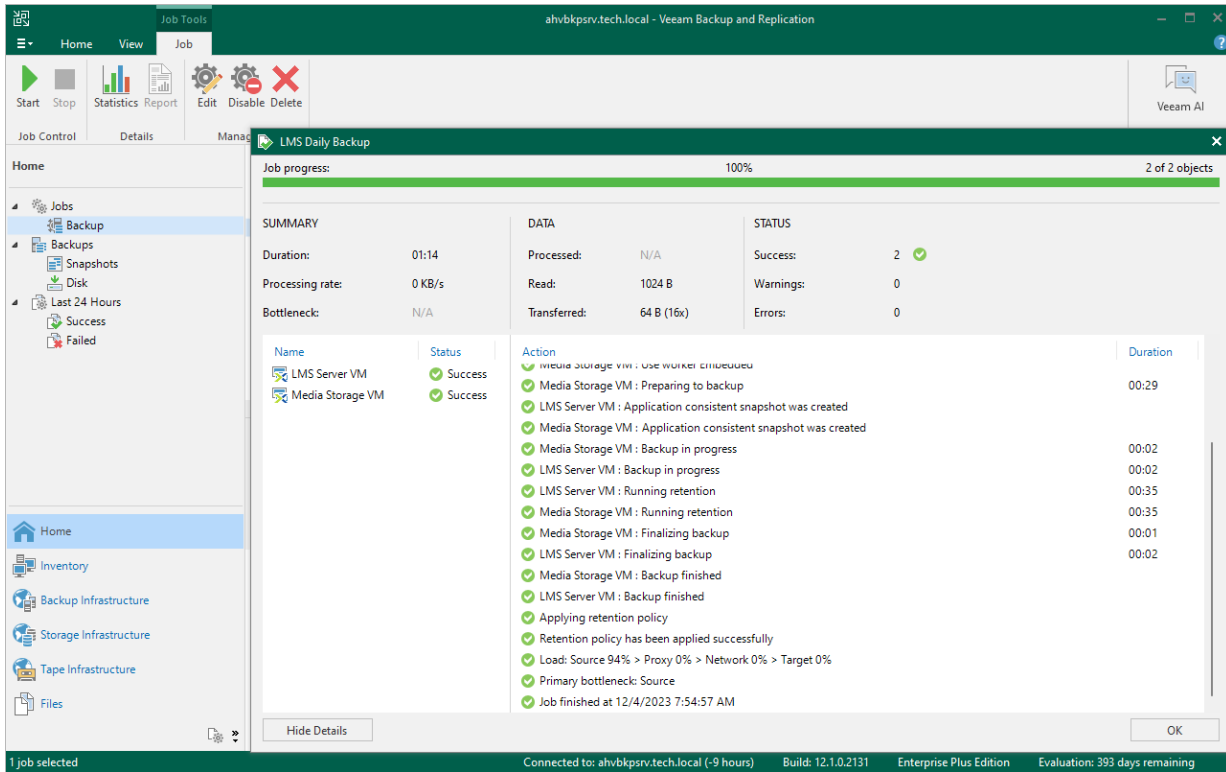 Job Tools
ahvbkpsrv.tech.local - Veeam Backup and Replication
Home View Job
?
Start Stop Statistics Report Edit Disable Delete
Veeam AI
Job Control Details Manag
LMS Daily Backup
Home
Job progress: 100% 2 of 2 objects
Jobs
Backup
Backups
Snapshots
Disk
Last 24 Hours
Success
Failed
SUMMARY DATA STATUS
Duration: 01:14 Processed: N/A Success: 2
Processing rate: 0 KB/s Read: 1024 B Warnings: 0
Bottleneck: N/A Transferred: 64 B (16x) Errors: 0
Name Status Action Duration
LMS Server VM Success
Media Storage VM Success
Media Storage VM : Use worker Embedded
Media Storage VM : Preparing to backup 00:29
LMS Server VM : Application consistent snapshot was created
Media Storage VM : Application consistent snapshot was created
Media Storage VM : Backup in progress 00:02
LMS Server VM : Backup in progress 00:02
LMS Server VM : Running retention 00:35
Media Storage VM : Running retention 00:35
Media Storage VM : Finalizing backup 00:01
LMS Server VM : Finalizing backup 00:02
Media Storage VM : Backup finished
LMS Server VM : Backup finished
Applying retention policy
Retention policy has been applied successfully
Load: Source 94% > Proxy 0% > Network 0% > Target 0%
Primary bottleneck: Source
Job finished at 12/4/2023 7:54:57 AM
Home
Inventory
Backup Infrastructure
Storage Infrastructure
Tape Infrastructure
Files
Hide Details OK
1 job selected Connected to: ahvbkpsrv.tech.local (-9 hours) Build: 12.1.0.2131 Enterprise Plus Edition Evaluation: 393 days remaining